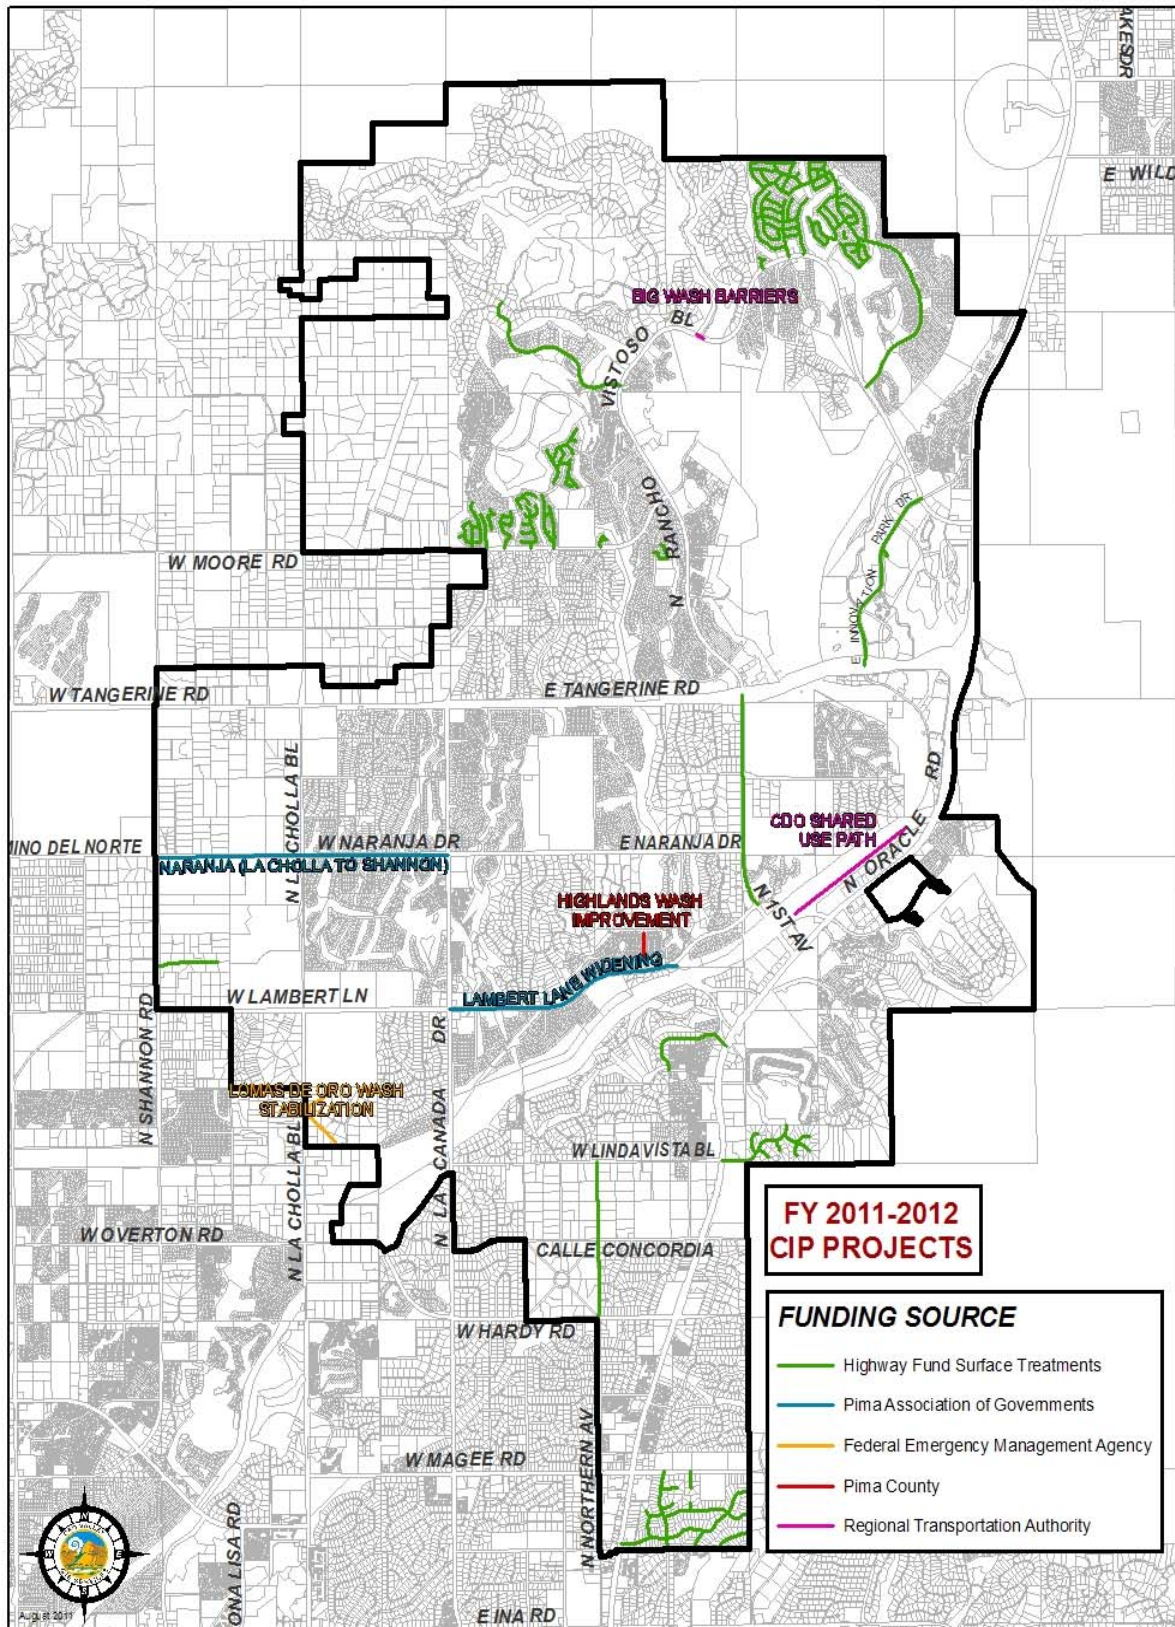 AKES DR
E WILD
BIG WASH BARRIERS
VISTOSO BL
N RANCHO
PARK DR
E INNOVATION
W MOORE RD
W TANGERINE RD
E TANGERINE RD
N LA CHOLLA BL
MINO DEL NORTE
W NARANJA DR
E NARANJA DR
NARANJA (LA CHOLLA TO SHANNON)
CDO SHARED
USE PATH
N ORACLE RD
HIGHLANDS WASH
IMPROVEMENT
N 1ST AV
LAMBERT LANE WIDENING
W LAMBERT LN
N SHANNON RD
LOMAS DE ORO WASH
STABILIZATION
N LA CANADA DR
N LA CHOLLA BL
W LINDA VISTA BL
W OVERTON RD
CALLE CONCORDIA
W HARDY RD
N NORTHERN AV
W MAGEE RD
ONA LISA RD
E INA RD
FY 2011-2012
CIP PROJECTS
FUNDING SOURCE
Highway Fund Surface Treatments
Pima Association of Governments
Federal Emergency Management Agency
Pima County
Regional Transportation Authority
August 2011